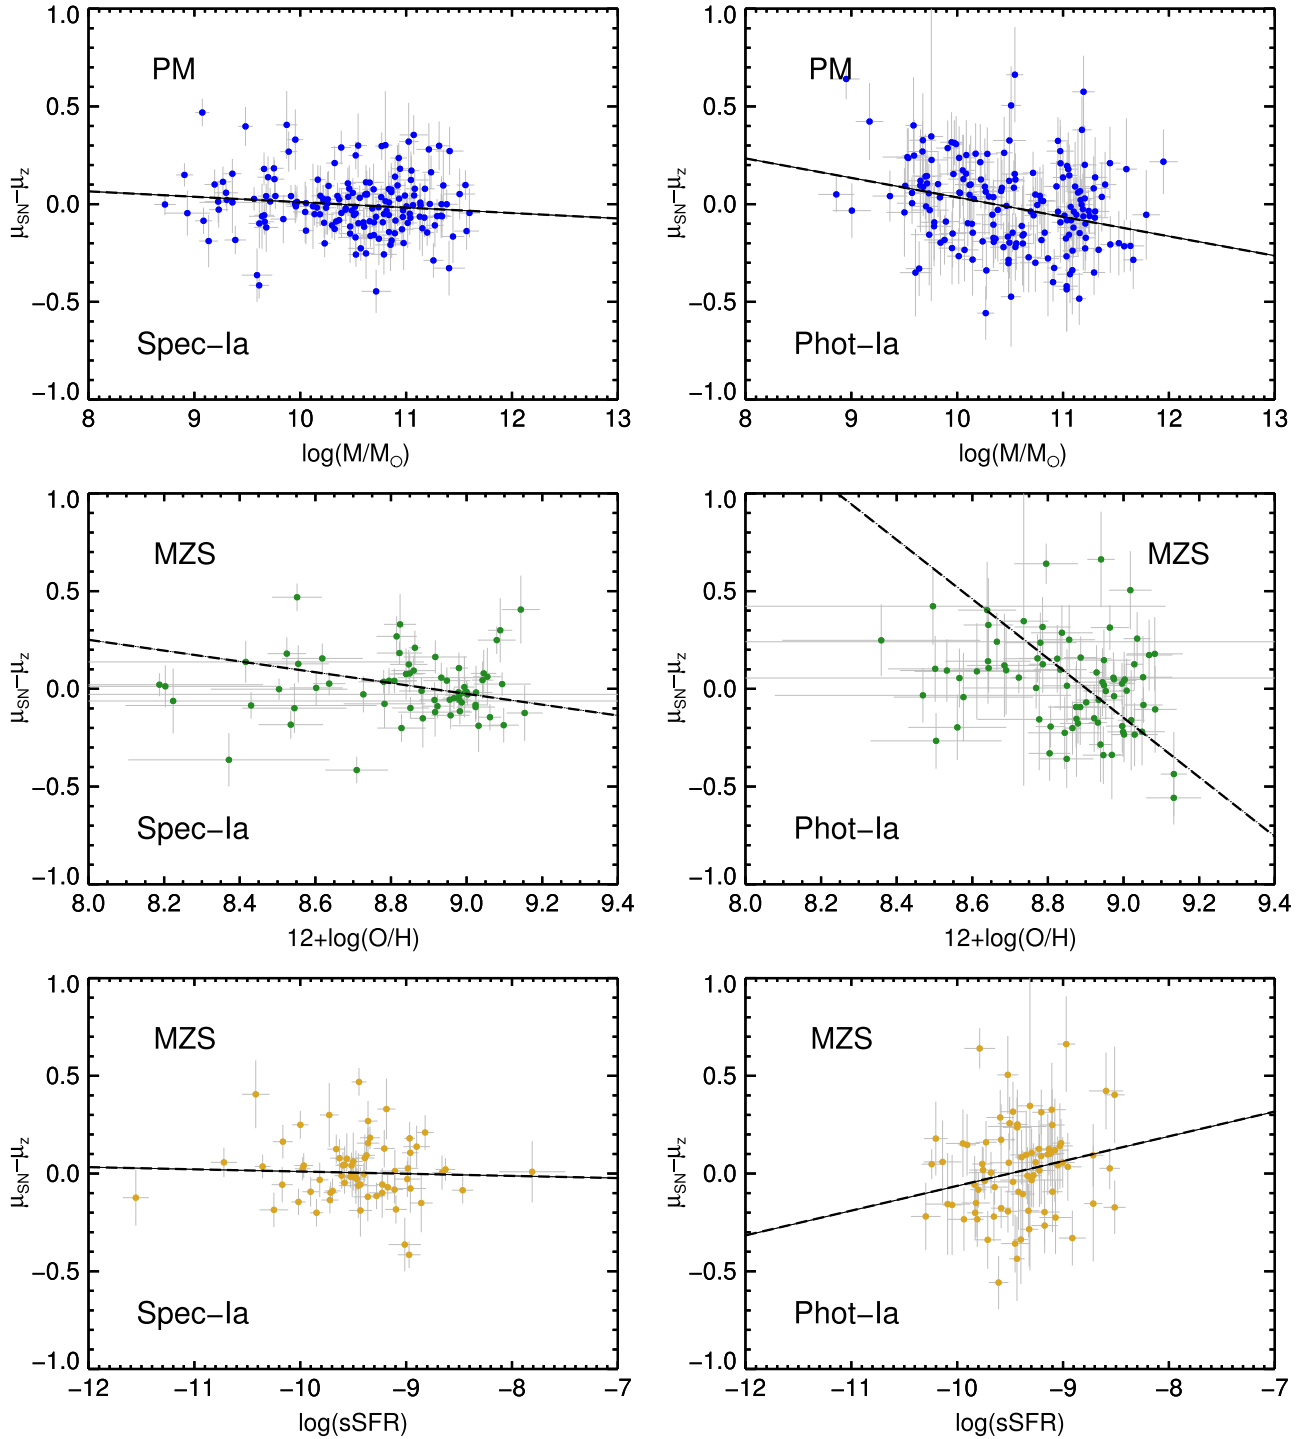 1.0
0.5
0.0
−0.5
−1.0
μSN−μz
PM
Spec−Ia
8 9 10 11 12 13
log(M/M⊙)
1.0
0.5
0.0
−0.5
−1.0
μSN−μz
PM
Phot−Ia
8 9 10 11 12 13
log(M/M⊙)
1.0
0.5
0.0
−0.5
−1.0
μSN−μz
MZS
Spec−Ia
8.0 8.2 8.4 8.6 8.8 9.0 9.2 9.4
12+log(O/H)
1.0
0.5
0.0
−0.5
−1.0
μSN−μz
MZS
Phot−Ia
8.0 8.2 8.4 8.6 8.8 9.0 9.2 9.4
12+log(O/H)
1.0
0.5
0.0
−0.5
−1.0
μSN−μz
MZS
Spec−Ia
−12 −11 −10 −9 −8 −7
log(sSFR)
1.0
0.5
0.0
−0.5
−1.0
μSN−μz
MZS
Phot−Ia
−12 −11 −10 −9 −8 −7
log(sSFR)